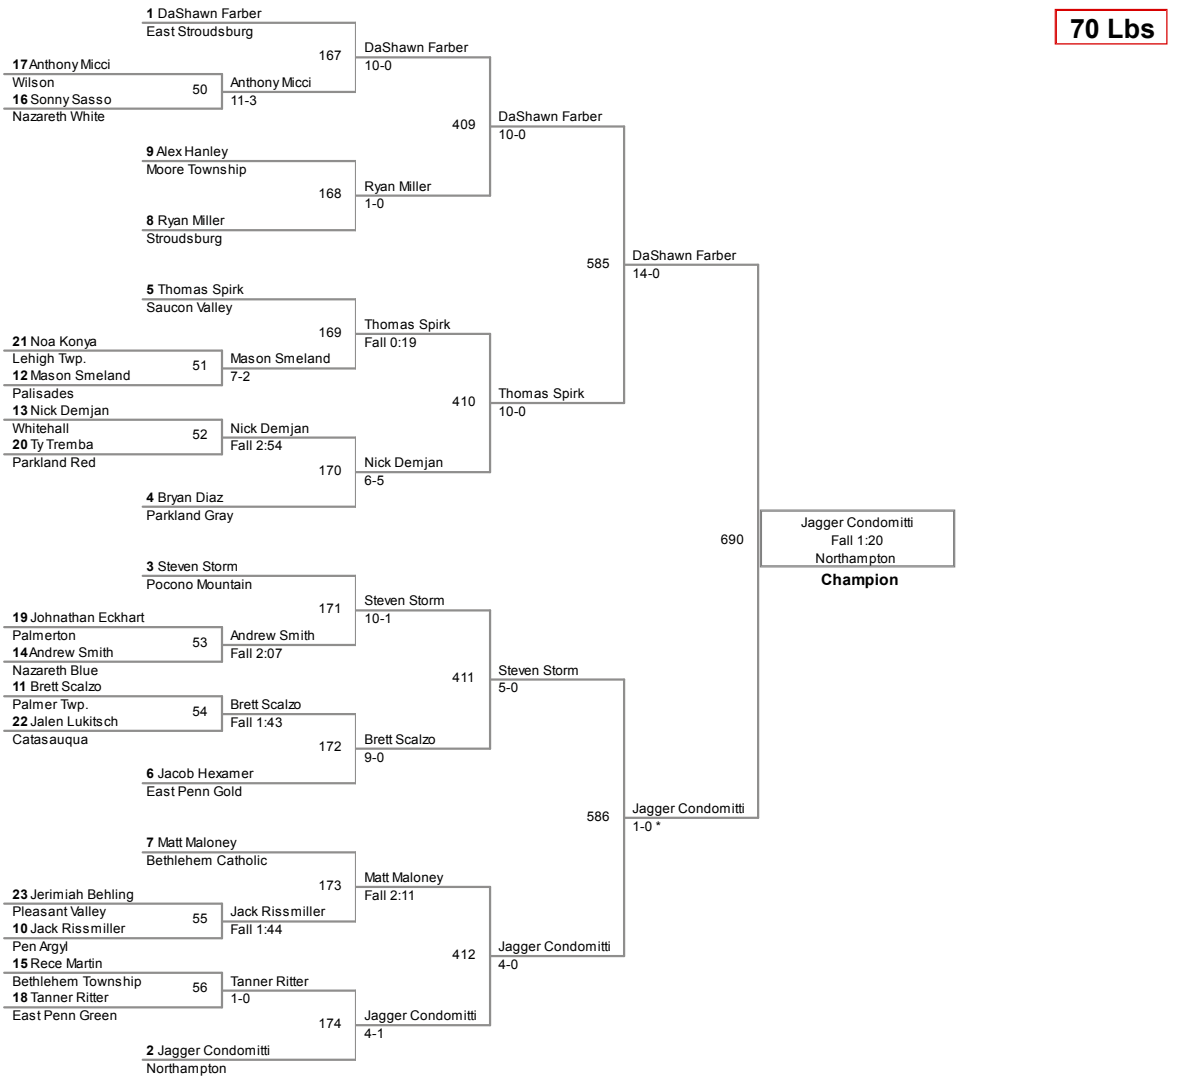 70 Lbs
1 DaShawn Farber
East Stroudsburg
167
DaShawn Farber
10-0
17 Anthony Micci
Wilson
50
Anthony Micci
11-3
16 Sonny Sasso
Nazareth White
409
DaShawn Farber
10-0
9 Alex Hanley
Moore Township
168
Ryan Miller
1-0
8 Ryan Miller
Stroudsburg
585
DaShawn Farber
14-0
5 Thomas Spirk
Saucon Valley
169
Thomas Spirk
Fall 0:19
21 Noa Konya
Lehigh Twp.
51
Mason Smeland
7-2
12 Mason Smeland
Palisades
410
Thomas Spirk
10-0
13 Nick Demjan
Whitehall
52
Nick Demjan
Fall 2:54
20 Ty Tremba
Parkland Red
170
Nick Demjan
6-5
4 Bryan Diaz
Parkland Gray
690
Jagger Condomitti
Fall 1:20
Northampton
Champion
3 Steven Storm
Pocono Mountain
171
Steven Storm
10-1
19 Johnathan Eckhart
Palmerton
53
Andrew Smith
Fall 2:07
14 Andrew Smith
Nazareth Blue
411
Steven Storm
5-0
11 Brett Scalzo
Palmer Twp.
54
Brett Scalzo
Fall 1:43
22 Jalen Lukitsch
Catasauqua
172
Brett Scalzo
9-0
6 Jacob Hexamer
East Penn Gold
586
Jagger Condomitti
1-0 *
7 Matt Maloney
Bethlehem Catholic
173
Matt Maloney
Fall 2:11
23 Jerimiah Behling
Pleasant Valley
55
Jack Rissmiller
Fall 1:44
10 Jack Rissmiller
Pen Argyl
412
Jagger Condomitti
4-0
15 Rece Martin
Bethlehem Township
56
Tanner Ritter
1-0
18 Tanner Ritter
East Penn Green
174
Jagger Condomitti
4-1
2 Jagger Condomitti
Northampton